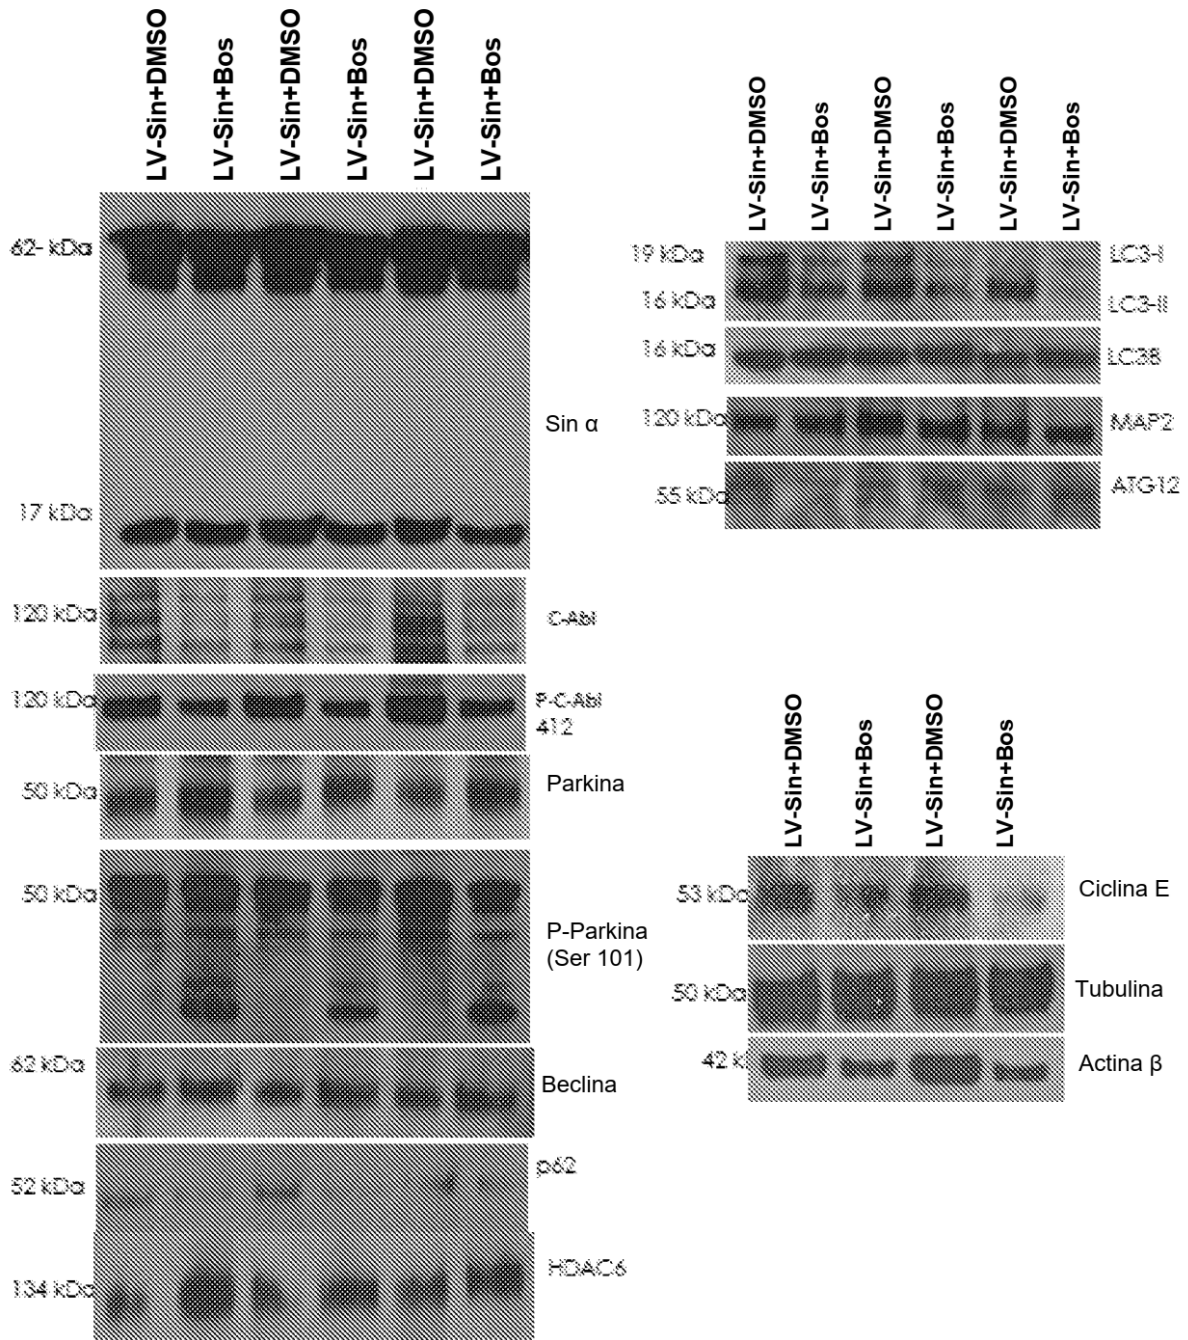 LV-Sin+DMSO
LV-Sin+Bos
LV-Sin+DMSO
LV-Sin+Bos
LV-Sin+DMSO
LV-Sin+Bos
62- kDa
Sin α
17 kDa
120 kDa
C-Abl
120 kDa
P-C-Abl
412
50 kDa
Parkina
50 kDa
P-Parkina
(Ser 101)
62 kDa
Beclina
p62
52 kDa
HDAC6
134 kDa
LV-Sin+DMSO
LV-Sin+Bos
LV-Sin+DMSO
LV-Sin+Bos
LV-Sin+DMSO
LV-Sin+Bos
19 kDa
LC3-I
16 kDa
LC3-II
16 kDa
LC3B
120 kDa
MAP2
55 kDa
ATG12
LV-Sin+DMSO
LV-Sin+Bos
LV-Sin+DMSO
LV-Sin+Bos
53 kDa
Ciclina E
50 kDa
Tubulina
42 k
Actina β